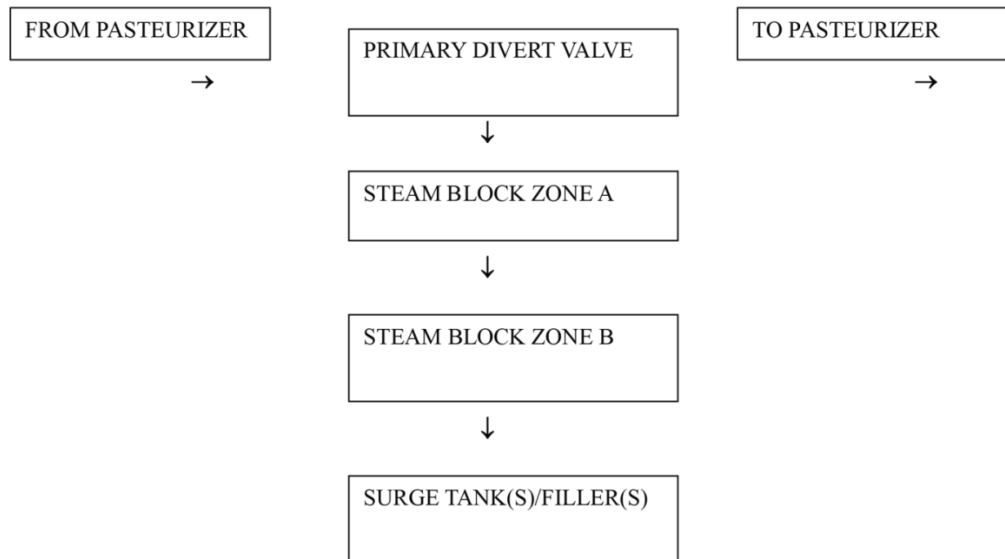 FROM PASTEURIZER
PRIMARY DIVERT VALVE
TO PASTEURIZER
→
→
↓
STEAM BLOCK ZONE A
↓
STEAM BLOCK ZONE B
↓
SURGE TANK(S)/FILLER(S)